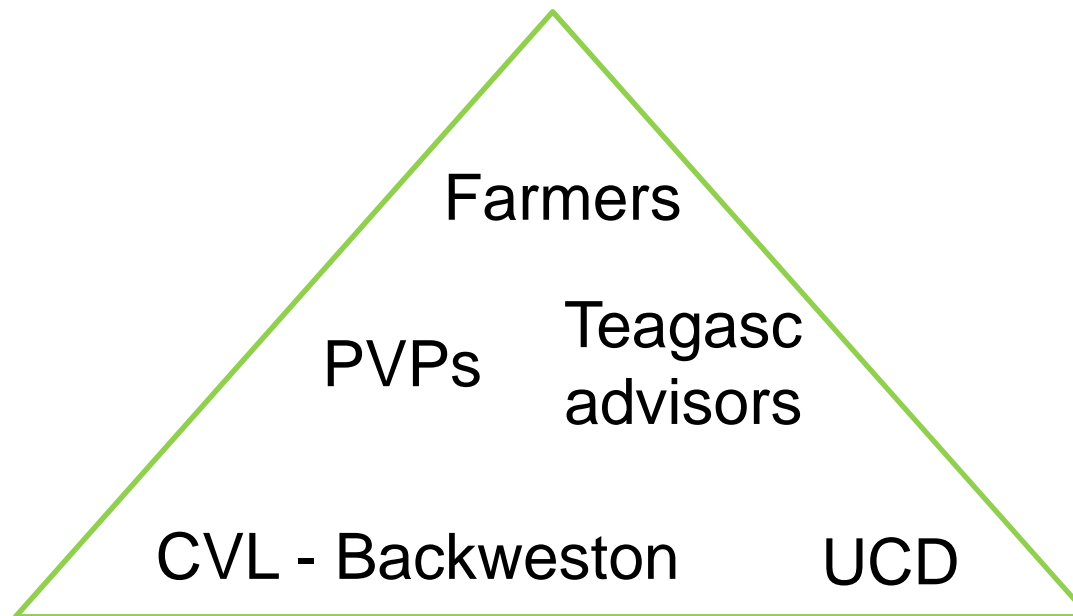 Farmers
PVPs
Teagasc
advisors
CVL - Backweston
UCD